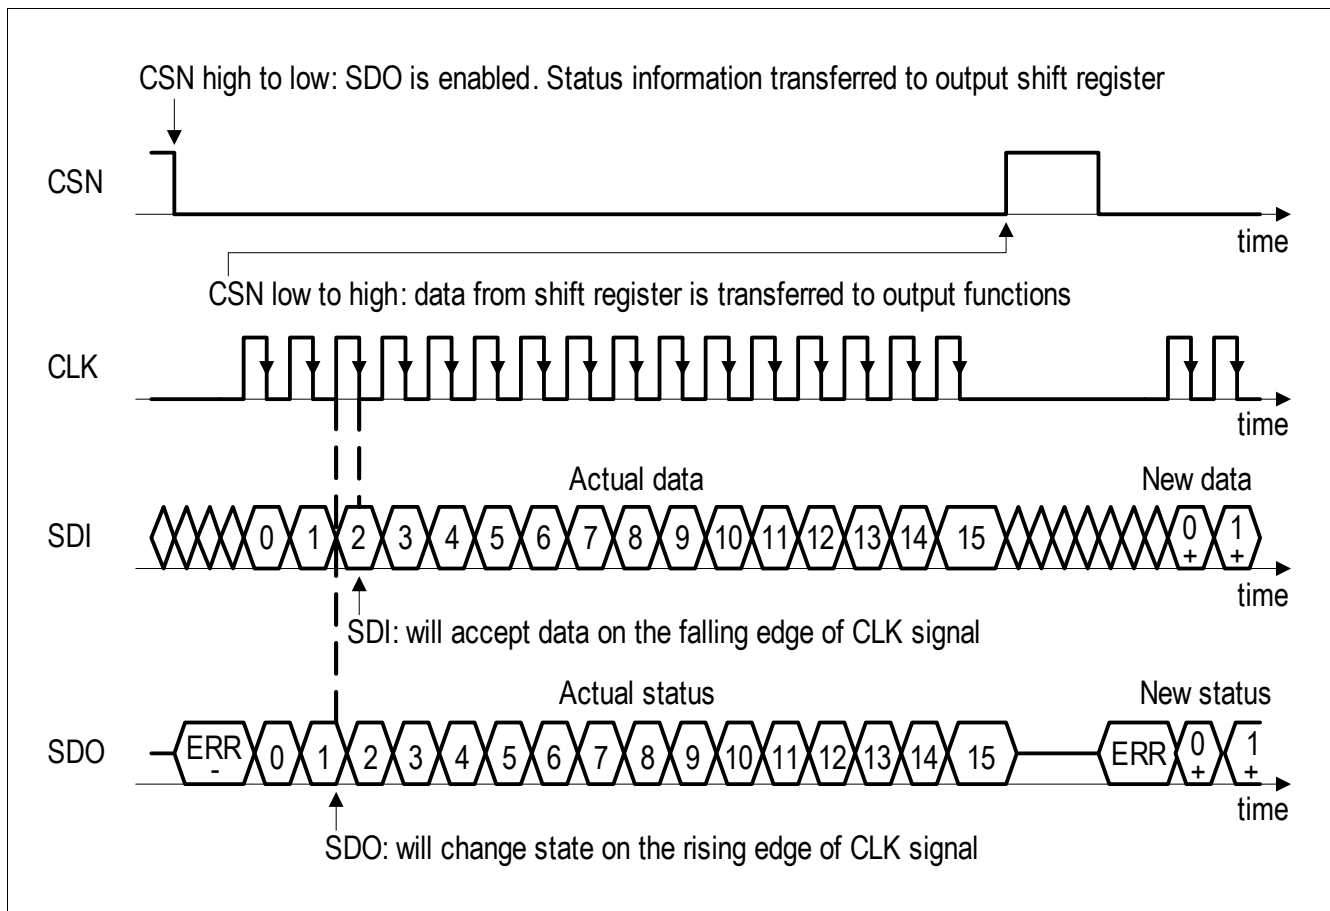 CSN high to low: SDO is enabled. Status information transferred to output shift register
CSN
time
CSN low to high: data from shift register is transferred to output functions
CLK
time
Actual data
New data
SDI
0 1 2 3 4 5 6 7 8 9 10 11 12 13 14 15 0 + 1 +
time
SDI: will accept data on the falling edge of CLK signal
Actual status
New status
SDO
ERR - 0 1 2 3 4 5 6 7 8 9 10 11 12 13 14 15 ERR 0 + 1 +
time
SDO: will change state on the rising edge of CLK signal